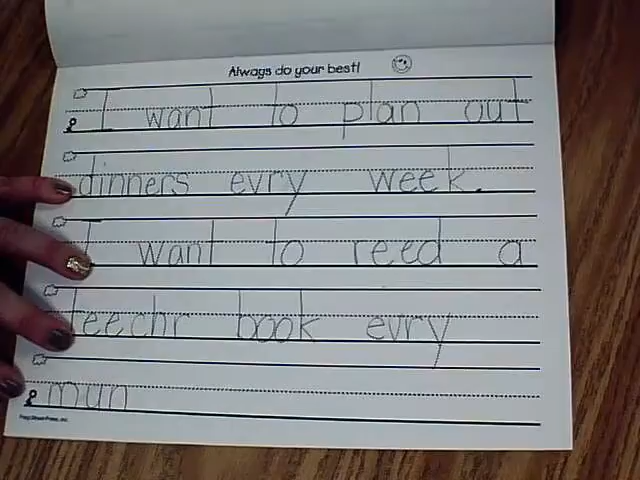 Always do your best!
I want to plan out
dinners evry week.
I want to reed a
teechr book evry
mun